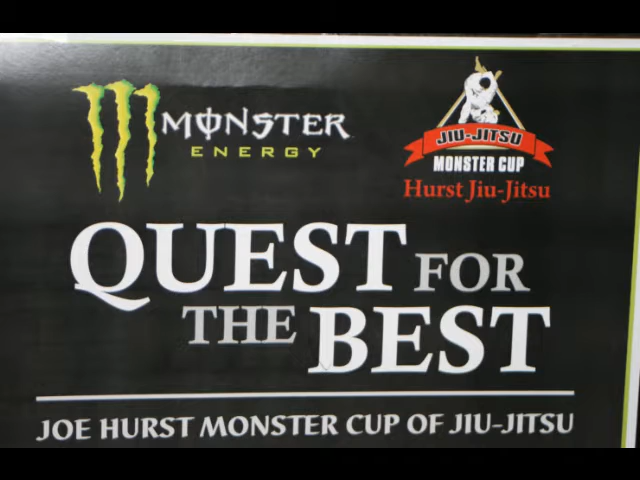 MONSTER
ENERGY
JIU-JITSU
MONSTER CUP
Hurst Jiu-Jitsu
QUEST FOR
THE BEST
JOE HURST MONSTER CUP OF JIU-JITSU